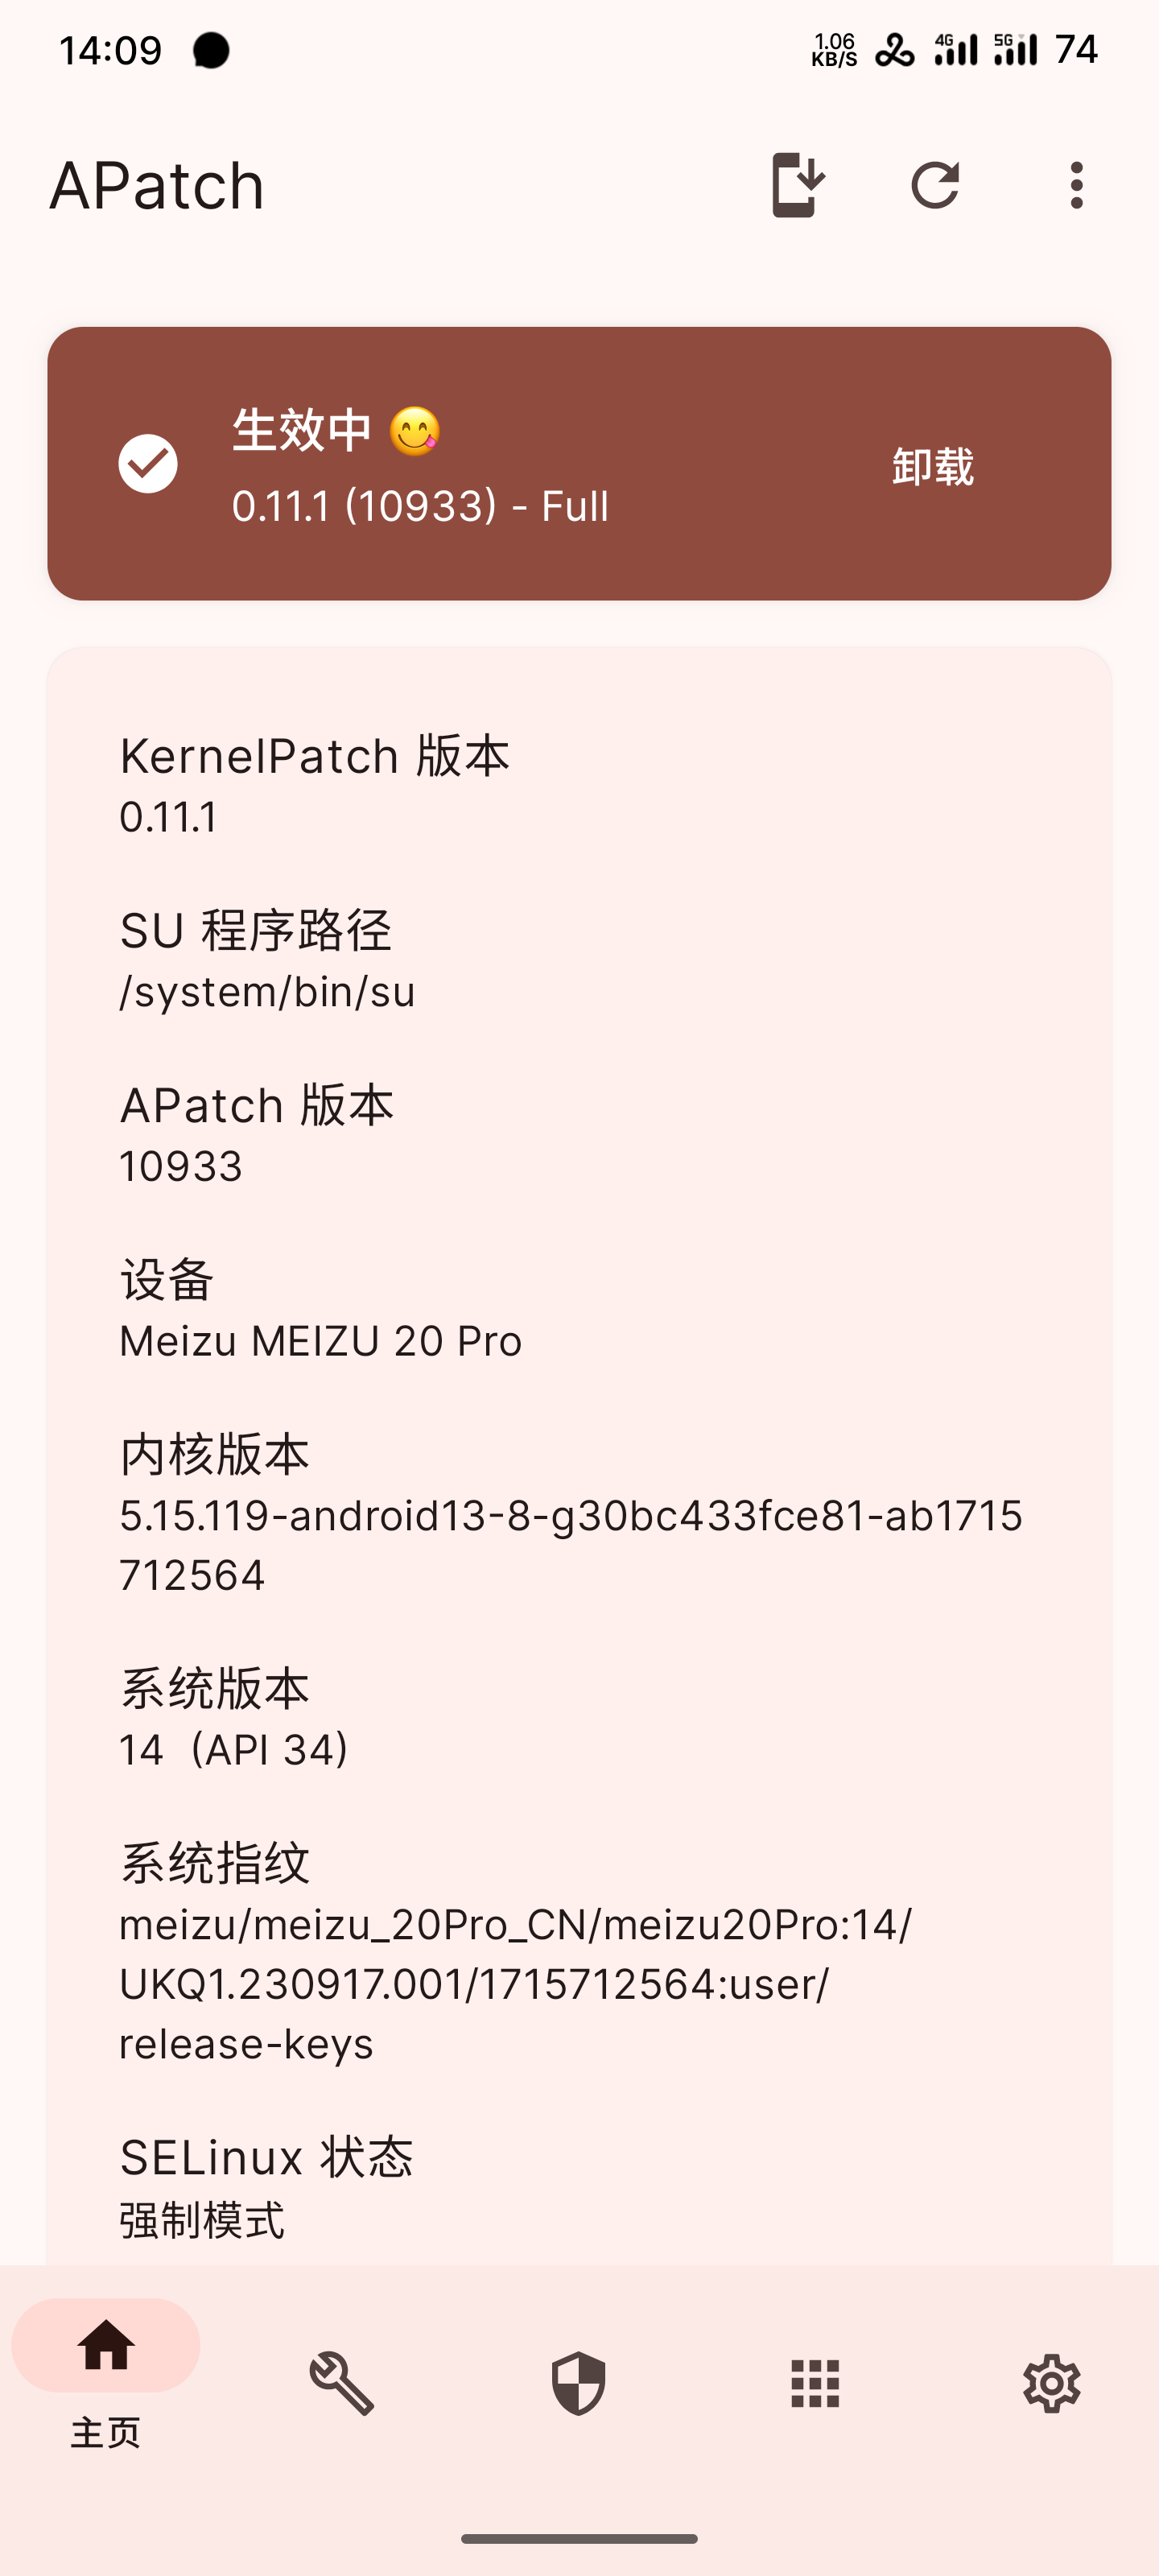 14:09
1.06
KB/S
4G
5G
74
APatch
生效中 😋
0.11.1 (10933) - Full
卸载
KernelPatch 版本
0.11.1
SU 程序路径
/system/bin/su
APatch 版本
10933
设备
Meizu MEIZU 20 Pro
内核版本
5.15.119-android13-8-g30bc433fce81-ab1715
712564
系统版本
14  (API 34)
系统指纹
meizu/meizu_20Pro_CN/meizu20Pro:14/
UKQ1.230917.001/1715712564:user/
release-keys
SELinux 状态
强制模式
主页